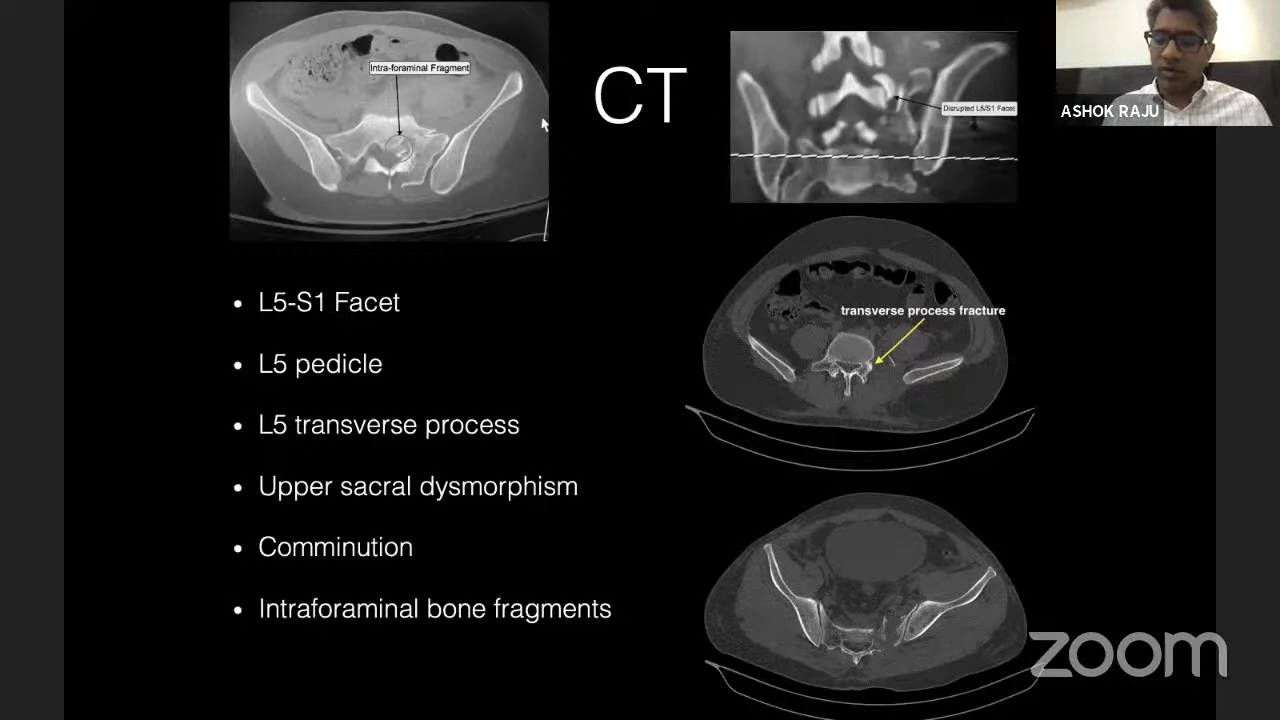 Intra-foraminal Fragment
CT
Disrupted L5/S1 Facet
ASHOK RAJU
L5-S1 Facet
L5 pedicle
L5 transverse process
Upper sacral dysmorphism
Comminution
Intraforaminal bone fragments
transverse process fracture
zoom